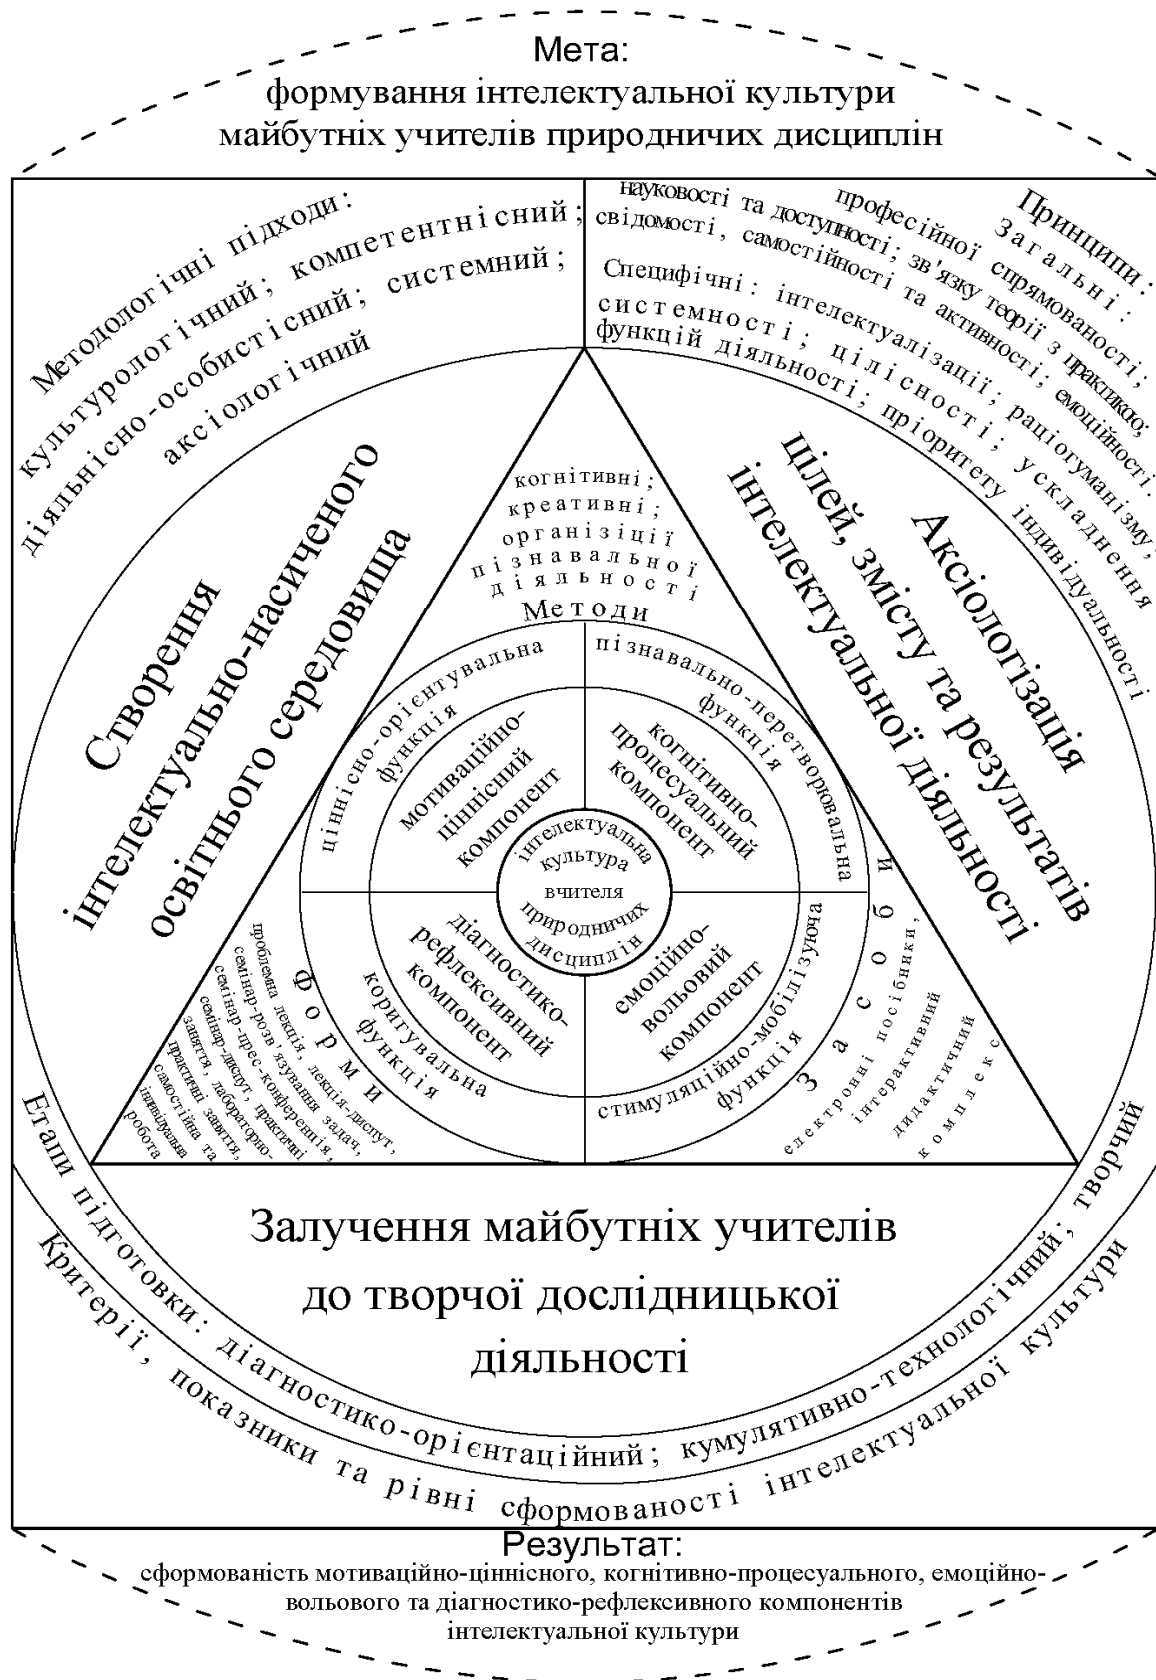 Мета:
формування інтелектуальної культури
майбутніх учителів природничих дисциплін
Методологічні підходи:
культурологічний; компетентнісний;
діяльнісно-особистісний; системний;
аксіологічний
Принципи:
Загальні:
професійної спрямованості;
науковості та доступності; зв'язку теорії з практикою;
свідомості, самостійності та активності; емоційності.
Специфічні: інтелектуалізації; раціогуманізму;
системності; цілісності; ускладнення
функцій діяльності; пріоритету індивідуальності
Створення
інтелектуально-насиченого
освітнього середовища
Аксіологізація
цілей, змісту та результатів
інтелектуальної діяльності
когнітивні;
креативні;
організіції
пізнавальної
діяльності
Методи
ціннісно-орієнтувальна
функція
пізнавально-перетворювальна
функція
мотиваційно-
ціннісний
компонент
когнітивно-
процесуальний
компонент
інтелектуальна
культура
вчителя
природничих
дисциплін
діагностико-
рефлексивний
компонент
емоційно-
вольовий
компонент
коригувальна
функція
стимуляційно-мобілізуюча
функція
Форми
проблемна лекція, лекція-диспут,
семінар-розв'язування задач,
семінар-прес-конференція,
семінар-диспут, практичні
заняття, лабораторно-
практичні заняття,
самостійна та
індивідуальна
робота
Засоби
електронні посібники,
інтерактивний
дидактичний
комплекс
Залучення майбутніх учителів
до творчої дослідницької
діяльності
Етапи підготовки: діагностико-орієнтаційний; кумулятивно-технологічний; творчий
Критерії, показники та рівні сформованості інтелектуальної культури
Результат:
сформованість мотиваційно-ціннісного, когнітивно-процесуального, емоційно-
вольового та діагностико-рефлексивного компонентів
інтелектуальної культури